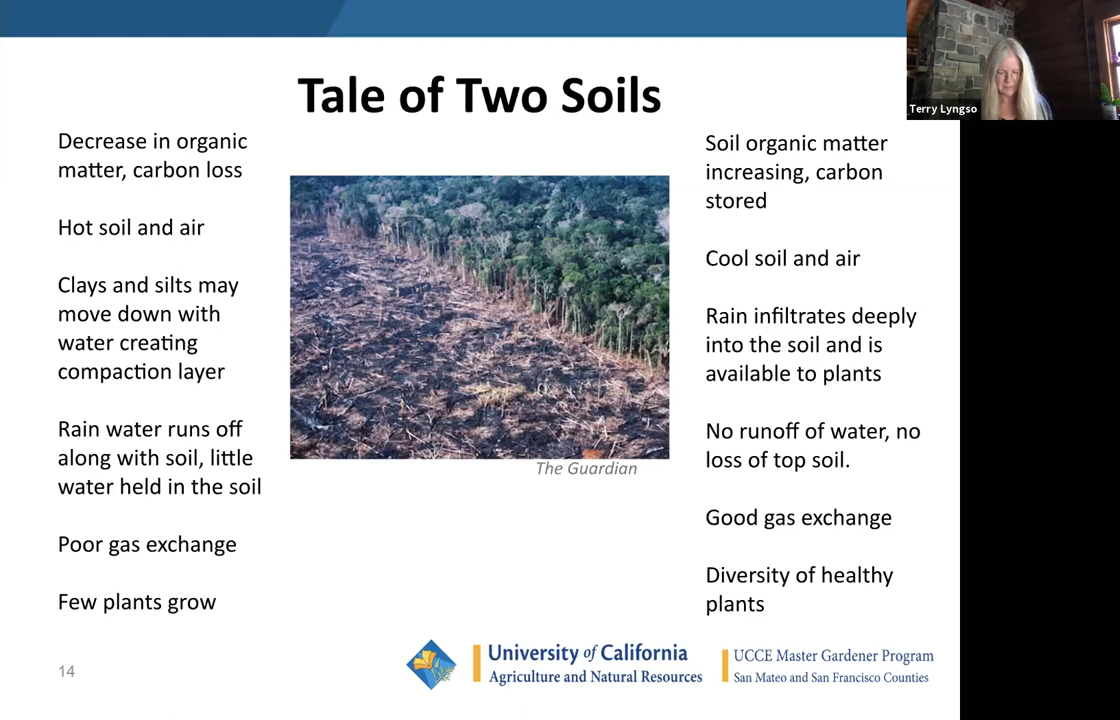 Terry Lyngso
Tale of Two Soils
Decrease in organic
matter, carbon loss
Hot soil and air
Clays and silts may
move down with
water creating
compaction layer
Rain water runs off
along with soil, little
water held in the soil
Poor gas exchange
Few plants grow
The Guardian
Soil organic matter
increasing, carbon
stored
Cool soil and air
Rain infiltrates deeply
into the soil and is
available to plants
No runoff of water, no
loss of top soil.
Good gas exchange
Diversity of healthy
plants
14
University of California
Agriculture and Natural Resources
UCCE Master Gardener Program
San Mateo and San Francisco Counties